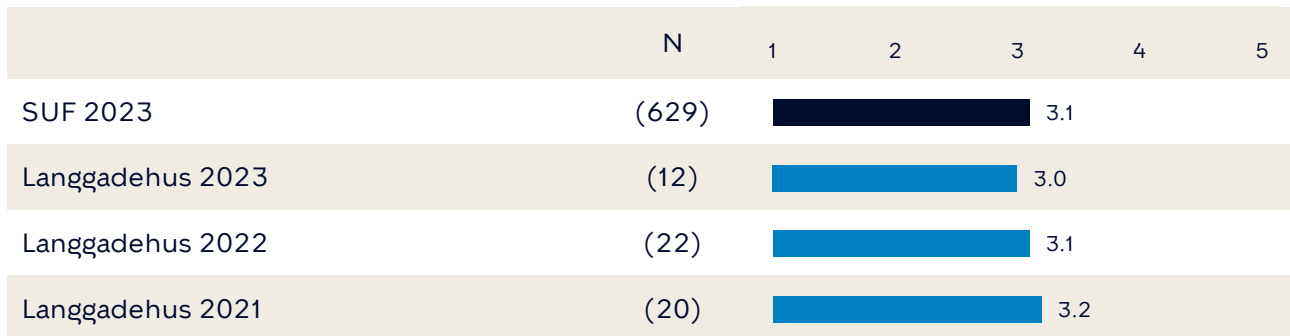 N 1 2 3 4 5
SUF 2023 (629) 3.1
Langgadehus 2023 (12) 3.0
Langgadehus 2022 (22) 3.1
Langgadehus 2021 (20) 3.2